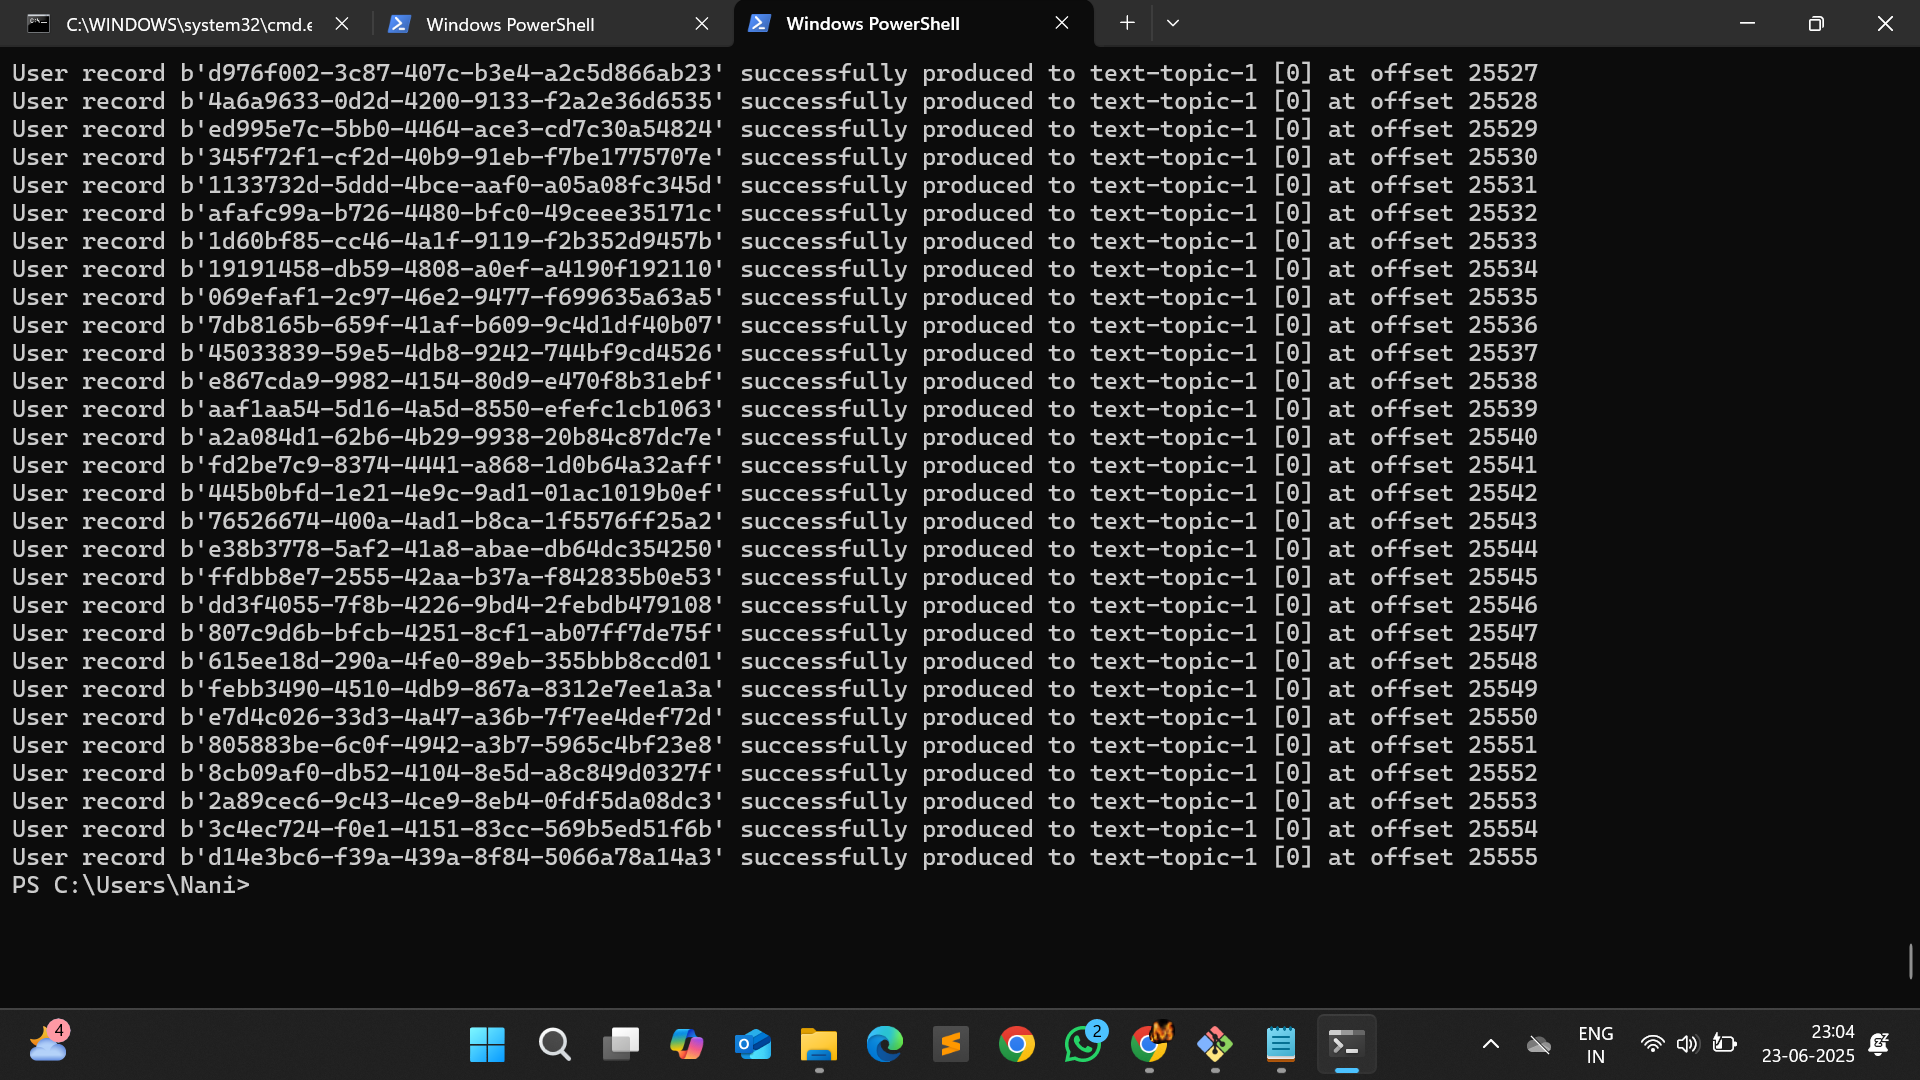 C:\WINDOWS\system32\cmd.e
Windows PowerShell
Windows PowerShell
User record b'd976f002-3c87-407c-b3e4-a2c5d866ab23' successfully produced to text-topic-1 [0] at offset 25527
User record b'4a6a9633-0d2d-4200-9133-f2a2e36d6535' successfully produced to text-topic-1 [0] at offset 25528
User record b'ed995e7c-5bb0-4464-ace3-cd7c30a54824' successfully produced to text-topic-1 [0] at offset 25529
User record b'345f72f1-cf2d-40b9-91eb-f7be1775707e' successfully produced to text-topic-1 [0] at offset 25530
User record b'1133732d-5ddd-4bce-aaf0-a05a08fc345d' successfully produced to text-topic-1 [0] at offset 25531
User record b'afafc99a-b726-4480-bfc0-49ceee35171c' successfully produced to text-topic-1 [0] at offset 25532
User record b'1d60bf85-cc46-4a1f-9119-f2b352d9457b' successfully produced to text-topic-1 [0] at offset 25533
User record b'19191458-db59-4808-a0ef-a4190f192110' successfully produced to text-topic-1 [0] at offset 25534
User record b'069efaf1-2c97-46e2-9477-f699635a63a5' successfully produced to text-topic-1 [0] at offset 25535
User record b'7db8165b-659f-41af-b609-9c4d1df40b07' successfully produced to text-topic-1 [0] at offset 25536
User record b'45033839-59e5-4db8-9242-744bf9cd4526' successfully produced to text-topic-1 [0] at offset 25537
User record b'e867cda9-9982-4154-80d9-e470f8b31ebf' successfully produced to text-topic-1 [0] at offset 25538
User record b'aaf1aa54-5d16-4a5d-8550-efefc1cb1063' successfully produced to text-topic-1 [0] at offset 25539
User record b'a2a084d1-62b6-4b29-9938-20b84c87dc7e' successfully produced to text-topic-1 [0] at offset 25540
User record b'fd2be7c9-8374-4441-a868-1d0b64a32aff' successfully produced to text-topic-1 [0] at offset 25541
User record b'445b0bfd-1e21-4e9c-9ad1-01ac1019b0ef' successfully produced to text-topic-1 [0] at offset 25542
User record b'76526674-400a-4ad1-b8ca-1f5576ff25a2' successfully produced to text-topic-1 [0] at offset 25543
User record b'e38b3778-5af2-41a8-abae-db64dc354250' successfully produced to text-topic-1 [0] at offset 25544
User record b'ffdbb8e7-2555-42aa-b37a-f842835b0e53' successfully produced to text-topic-1 [0] at offset 25545
User record b'dd3f4055-7f8b-4226-9bd4-2febdb479108' successfully produced to text-topic-1 [0] at offset 25546
User record b'807c9d6b-bfcb-4251-8cf1-ab07ff7de75f' successfully produced to text-topic-1 [0] at offset 25547
User record b'615ee18d-290a-4fe0-89eb-355bbb8ccd01' successfully produced to text-topic-1 [0] at offset 25548
User record b'febb3490-4510-4db9-867a-8312e7ee1a3a' successfully produced to text-topic-1 [0] at offset 25549
User record b'e7d4c026-33d3-4a47-a36b-7f7ee4def72d' successfully produced to text-topic-1 [0] at offset 25550
User record b'805883be-6c0f-4942-a3b7-5965c4bf23e8' successfully produced to text-topic-1 [0] at offset 25551
User record b'8cb09af0-db52-4104-8e5d-a8c849d0327f' successfully produced to text-topic-1 [0] at offset 25552
User record b'2a89cec6-9c43-4ce9-8eb4-0fdf5da08dc3' successfully produced to text-topic-1 [0] at offset 25553
User record b'3c4ec724-f0e1-4151-83cc-569b5ed51f6b' successfully produced to text-topic-1 [0] at offset 25554
User record b'd14e3bc6-f39a-439a-8f84-5066a78a14a3' successfully produced to text-topic-1 [0] at offset 25555
PS C:\Users\Nani>
4
2
ENG
IN
23:04
23-06-2025